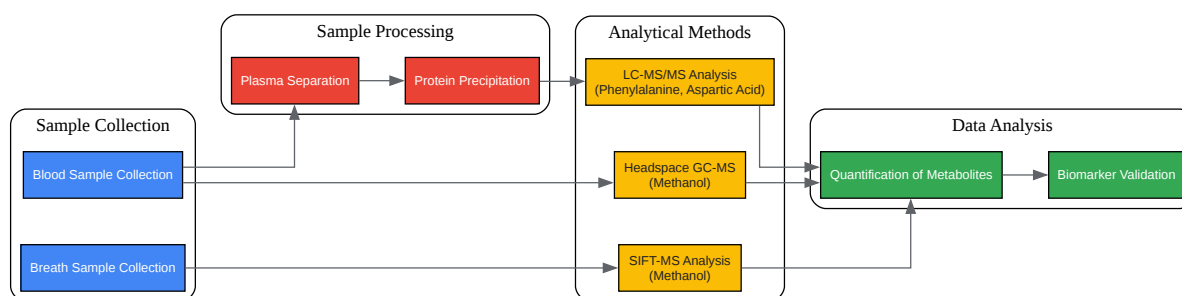 Sample Processing
Plasma Separation
Protein Precipitation
Analytical Methods
LC-MS/MS Analysis
(Phenylalanine, Aspartic Acid)
Headspace GC-MS
(Methanol)
SIFT-MS Analysis
(Methanol)
Sample Collection
Blood Sample Collection
Breath Sample Collection
Data Analysis
Quantification of Metabolites
Biomarker Validation